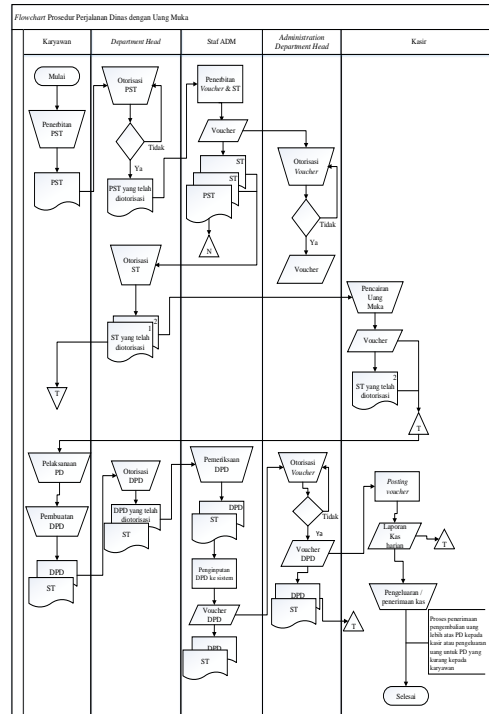 Flowchart Prosedur Perjalanan Dinas dengan Uang Muka
Karyawan
Department Head
Staf ADM
Administration
Department Head
Kasir
Mulai
Penerbitan
PST
PST
Otorisasi
PST
Tidak
Ya
PST yang telah
diotorisasi
Penerbitan
Voucher & ST
Voucher
ST
ST
PST
N
Otorisasi
Voucher
Tidak
Ya
Voucher
Otorisasi
ST
2
1
ST yang telah
diotorisasi
T
Pencairan
Uang
Muka
Voucher
2
ST yang telah
diotorisasi
T
Pelaksanaan
PD
Pembuatan
DPD
DPD
ST
Otorisasi
DPD
DPD yang telah
diotorisasi
ST
Pemeriksaan
DPD
DPD
ST
Penginputan
DPD ke sistem
Voucher
DPD
DPD
ST
Otorisasi
Voucher
Tidak
Ya
Voucher
DPD
DPD
ST
T
Posting
voucher
Laporan
Kas
harian
T
Pengeluaran /
penerimaan kas
Proses penerimaan
pengembalian uang
lebih atas PD kepada
kasir atau pengeluaran
uang untuk PD yang
kurang kepada
karyawan
Selesai